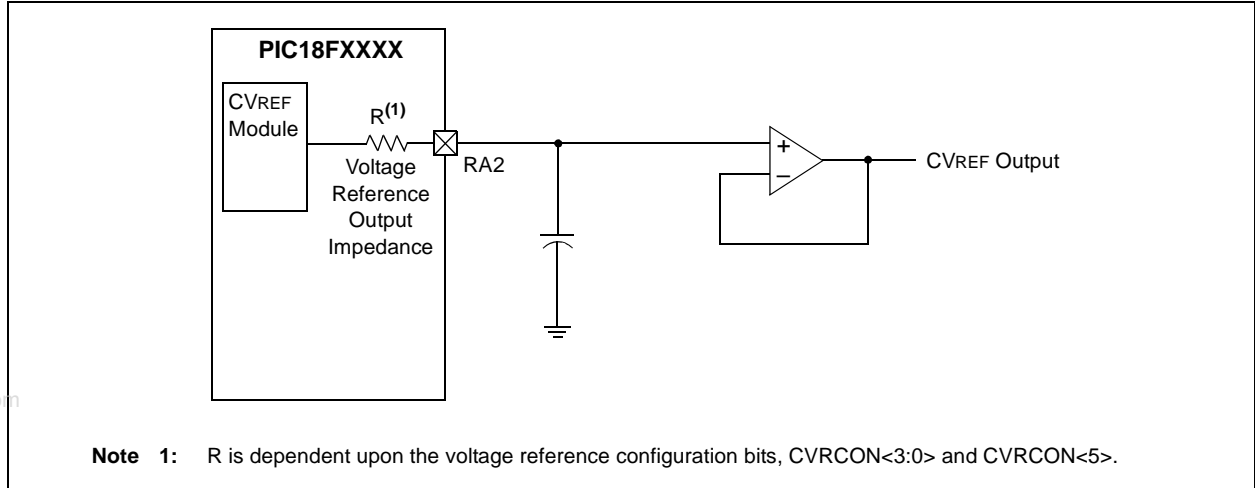 PIC18FXXXX
CVREF
Module
R(1)
Voltage
Reference
Output
Impedance
RA2
+
–
CVREF Output
om
Note 1: R is dependent upon the voltage reference configuration bits, CVRCON<3:0> and CVRCON<5>.